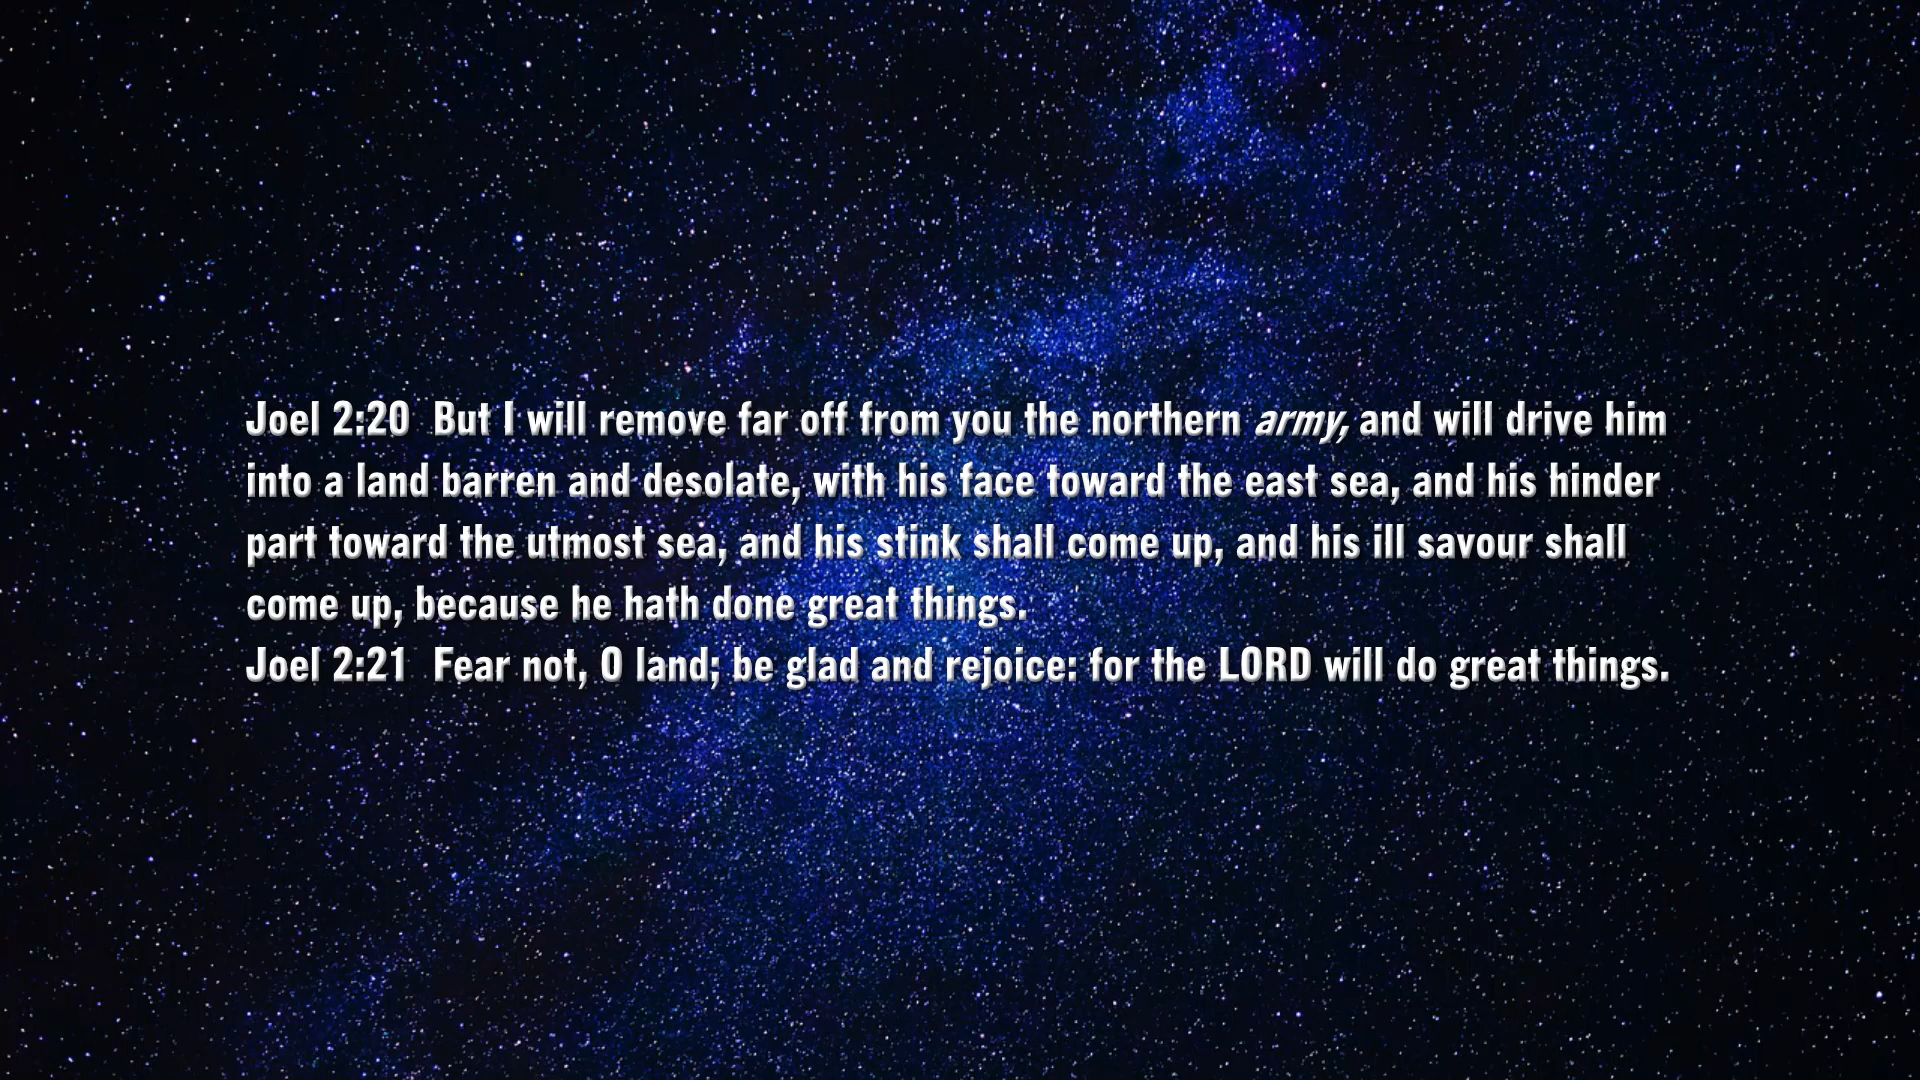 Joel 2:20  But I will remove far off from you the northern army, and will drive him
into a land barren and desolate, with his face toward the east sea, and his hinder
part toward the utmost sea, and his stink shall come up, and his ill savour shall
come up, because he hath done great things.
Joel 2:21  Fear not, O land; be glad and rejoice: for the LORD will do great things.